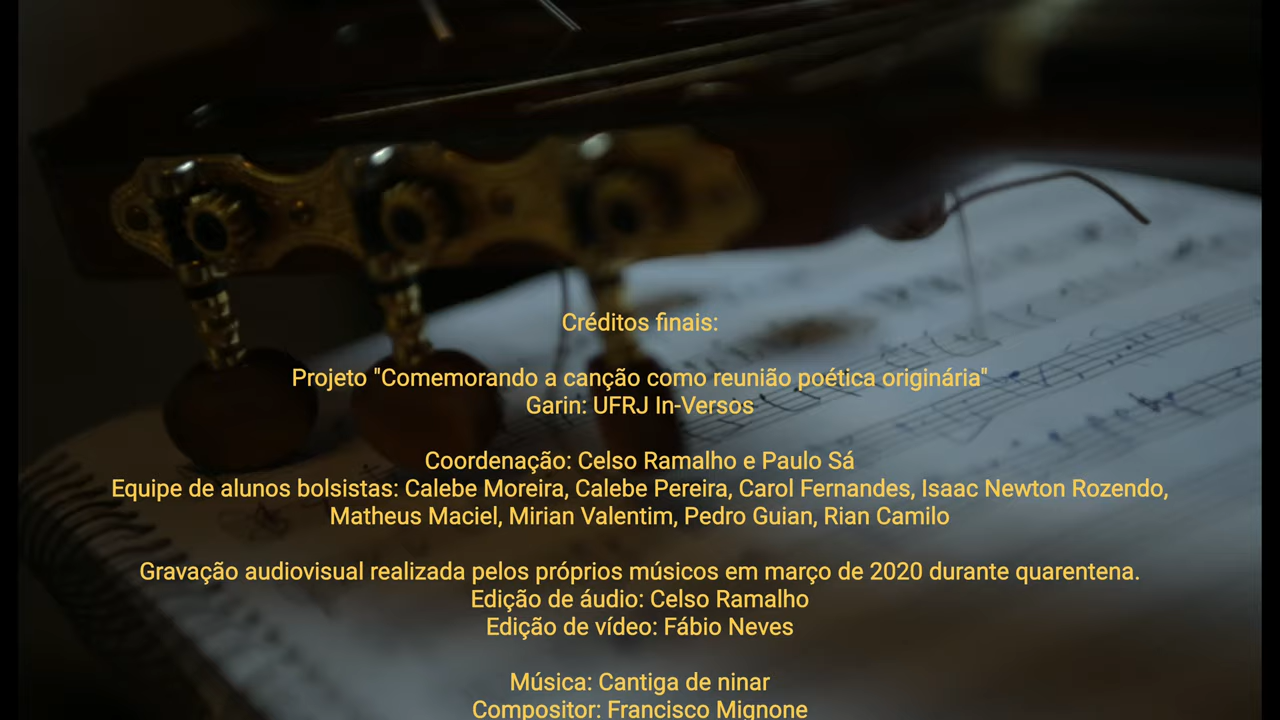 Créditos finais:
Projeto "Comemorando a canção como reunião poética originária"
Garin: UFRJ In-Versos
Coordenação: Celso Ramalho e Paulo Sá
Equipe de alunos bolsistas: Calebe Moreira, Calebe Pereira, Carol Fernandes, Isaac Newton Rozendo,
Matheus Maciel, Mirian Valentim, Pedro Guian, Rian Camilo
Gravação audiovisual realizada pelos próprios músicos em março de 2020 durante quarentena.
Edição de áudio: Celso Ramalho
Edição de vídeo: Fábio Neves
Música: Cantiga de ninar
Compositor: Francisco Mignone